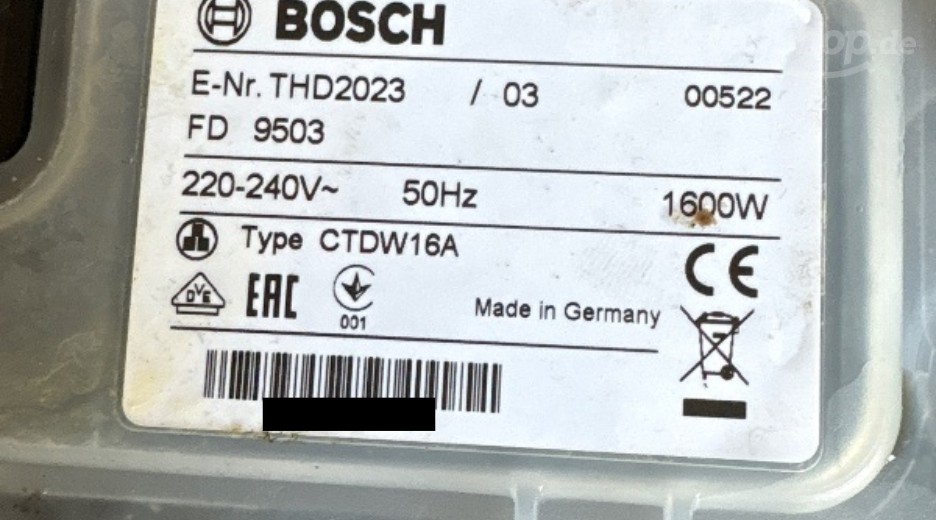 BOSCH
E-Nr. THD2023 / 03 00522
FD 9503
220-240V~ 50Hz 1600W
Type CTDW16A
DVE EAC 001 Made in Germany CE